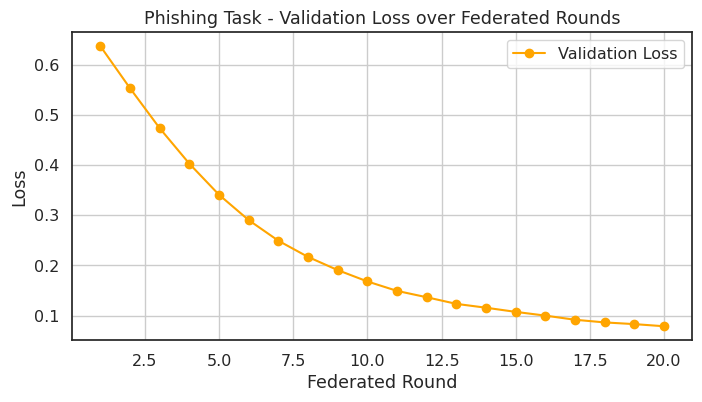 Phishing Task - Validation Loss over Federated Rounds
Validation Loss
Loss
0.6
0.5
0.4
0.3
0.2
0.1
2.5 5.0 7.5 10.0 12.5 15.0 17.5 20.0
Federated Round